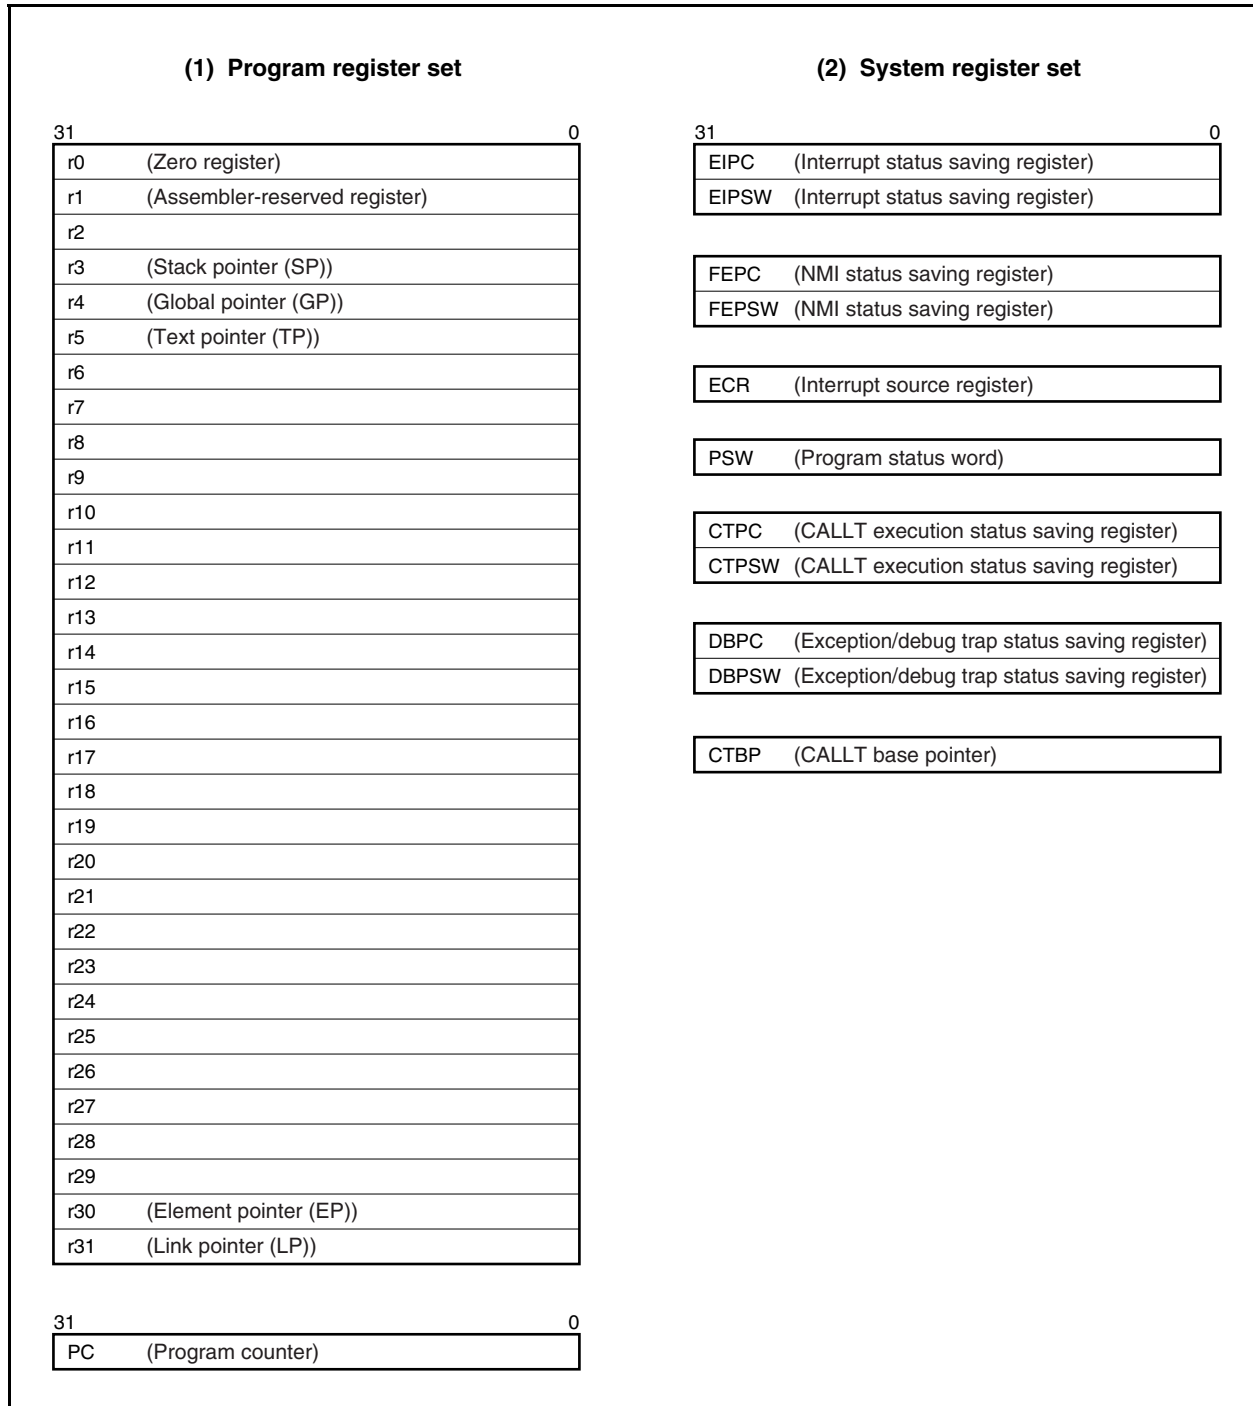 (1) Program register set
31 0
r0 (Zero register)
r1 (Assembler-reserved register)
r2
r3 (Stack pointer (SP))
r4 (Global pointer (GP))
r5 (Text pointer (TP))
r6
r7
r8
r9
r10
r11
r12
r13
r14
r15
r16
r17
r18
r19
r20
r21
r22
r23
r24
r25
r26
r27
r28
r29
r30 (Element pointer (EP))
r31 (Link pointer (LP))
31 0
PC (Program counter)
(2) System register set
31 0
EIPC (Interrupt status saving register)
EIPSW (Interrupt status saving register)
FEPC (NMI status saving register)
FEPSW (NMI status saving register)
ECR (Interrupt source register)
PSW (Program status word)
CTPC (CALLT execution status saving register)
CTPSW (CALLT execution status saving register)
DBPC (Exception/debug trap status saving register)
DBPSW (Exception/debug trap status saving register)
CTBP (CALLT base pointer)